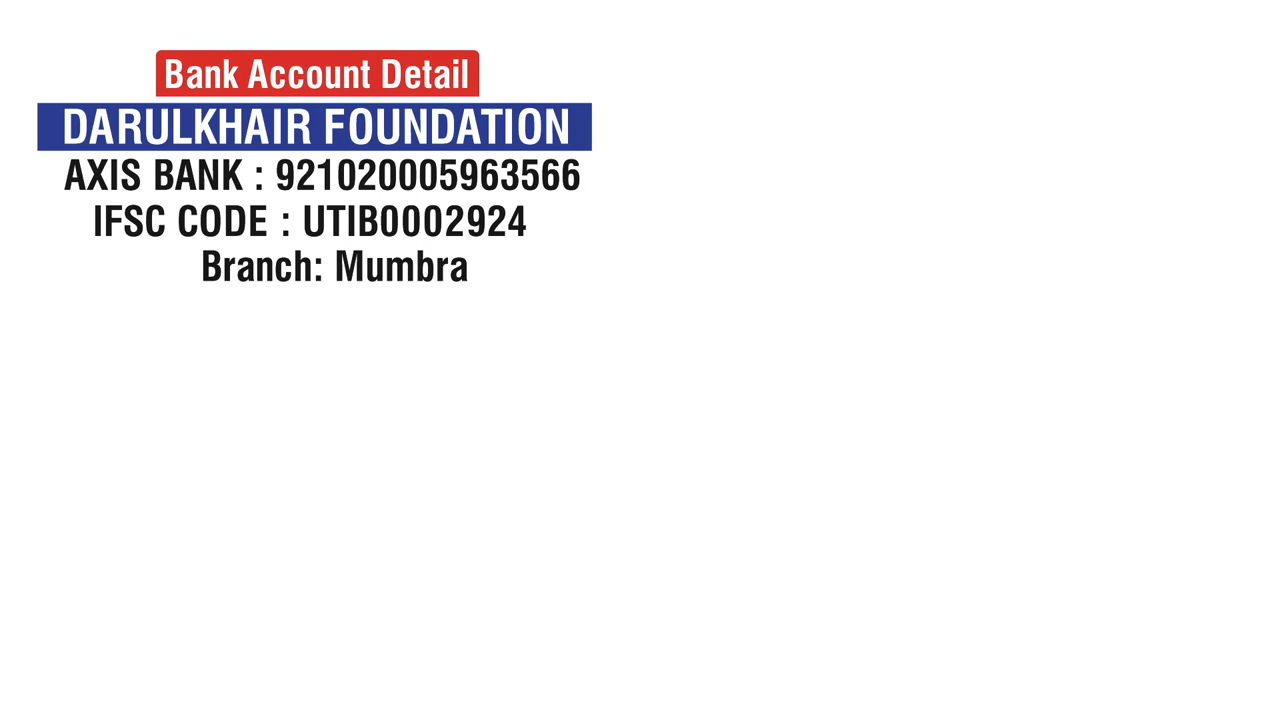 Bank Account Detail
DARULKHAIR FOUNDATION
AXIS BANK : 921020005963566
IFSC CODE : UTIB0002924
Branch: Mumbra